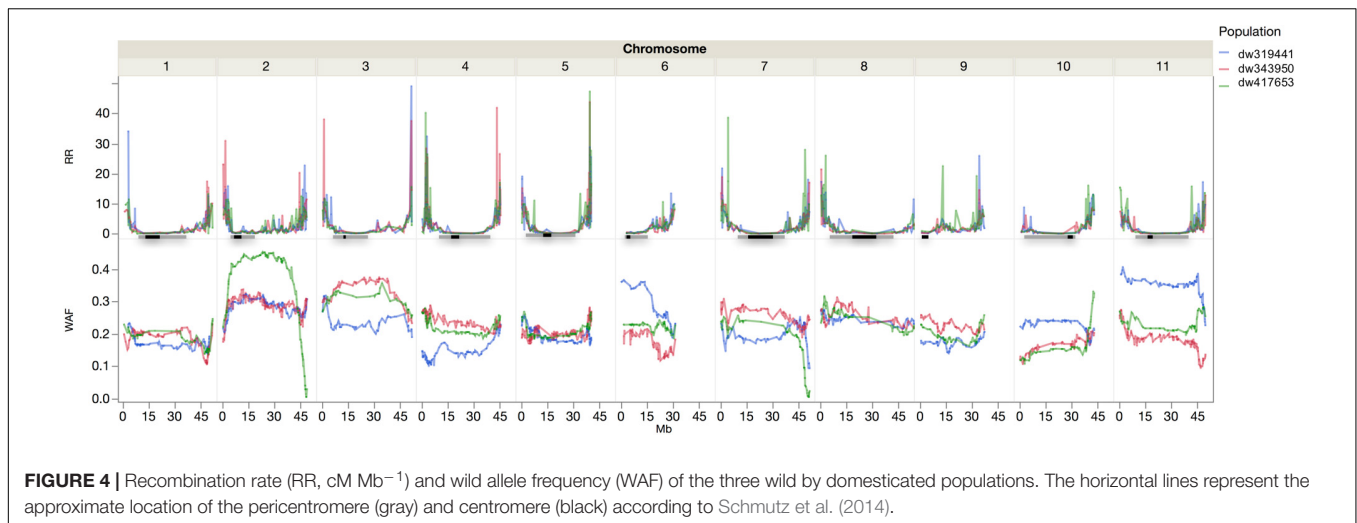 Population
dw319441
dw343950
dw417653
Chromosome
1 2 3 4 5 6 7 8 9 10 11
RR
40
30
20
10
0
WAF
0.4
0.3
0.2
0.1
0.0
0 15 30 45 0 15 30 45 0 15 30 45 0 15 30 45 0 15 30 45 0 15 30 45 0 15 30 45 0 15 30 45 0 15 30 45 0 15 30 45 0 15 30 45
Mb
FIGURE 4 | Recombination rate (RR, cM Mb⁻¹) and wild allele frequency (WAF) of the three wild by domesticated populations. The horizontal lines represent the
approximate location of the pericentromere (gray) and centromere (black) according to Schmutz et al. (2014).